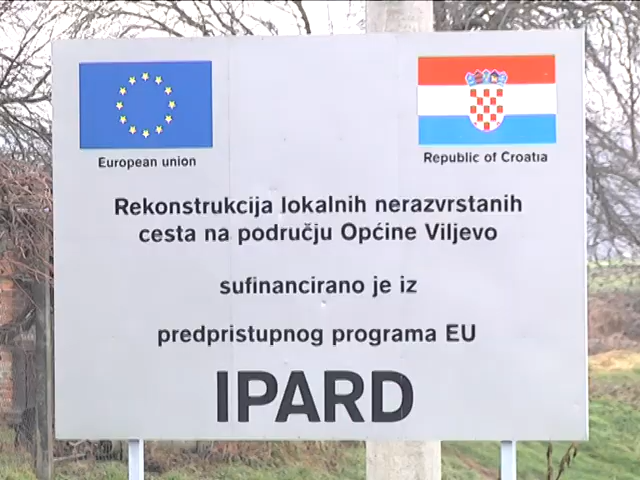 European union
Republic of Croatia
Rekonstrukcija lokalnih nerazvrstanih
cesta na području Općine Viljevo
sufinancirano je iz
predpristupnog programa EU
IPARD